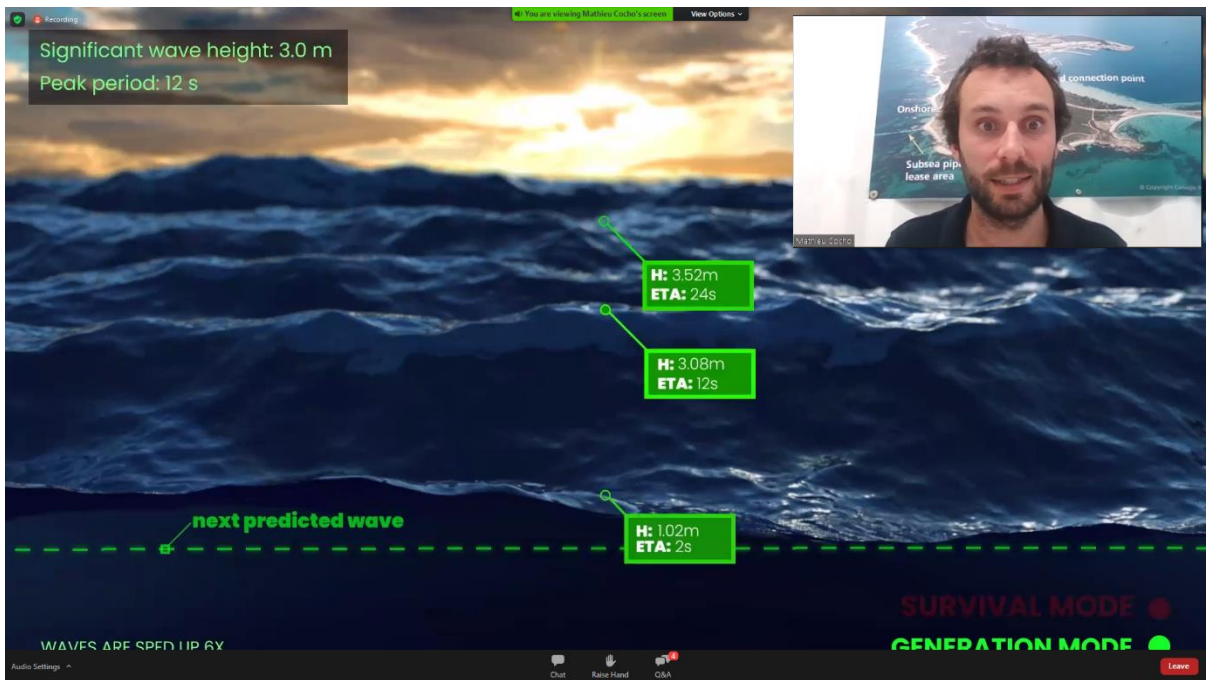 Recording
You are viewing Mathieu Cocho's screen
View Options
Significant wave height: 3.0 m
Peak period: 12 s
d connection point
Onshor
Subsea pip
lease area
Mathieu Cocho
H: 3.52m
ETA: 24s
H: 3.08m
ETA: 12s
next predicted wave
H: 1.02m
ETA: 2s
SURVIVAL MODE
GENERATION MODE
WAVES ARE SPED UP 6X
Audio Settings
Chat
Raise Hand
4
Q&A
Leave